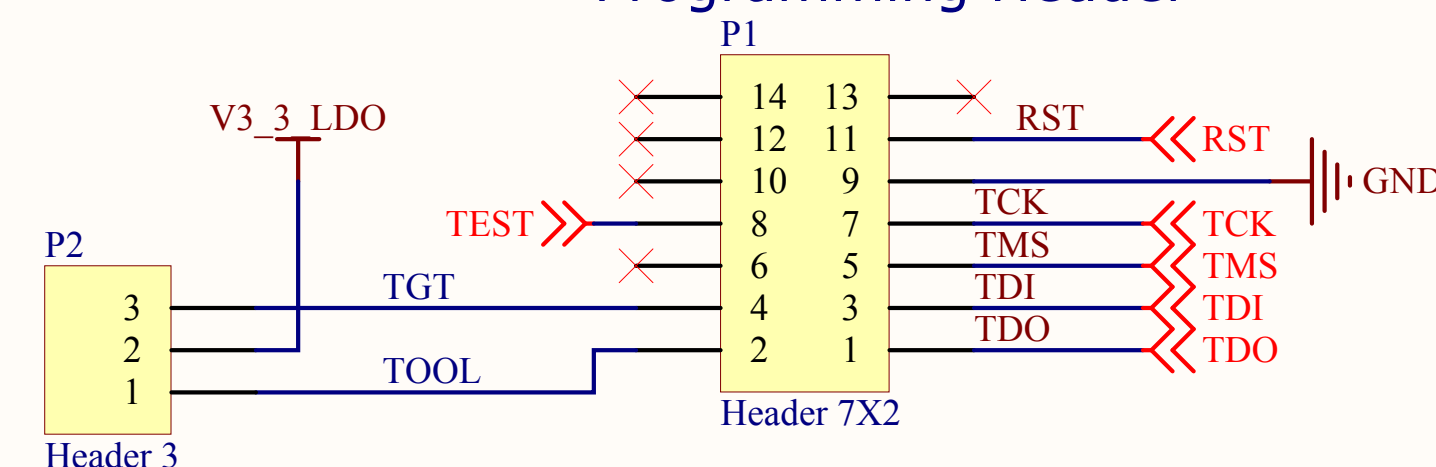 Programming Header
P1
14 13
V3_3_LDO
12 11
RST
RST
10 9
GND
TEST
8 7
TCK
TCK
P2
6 5
TMS
TMS
3
TGT
4 3
TDI
TDI
2
2 1
TDO
TDO
1
TOOL
Header 7X2
Header 3